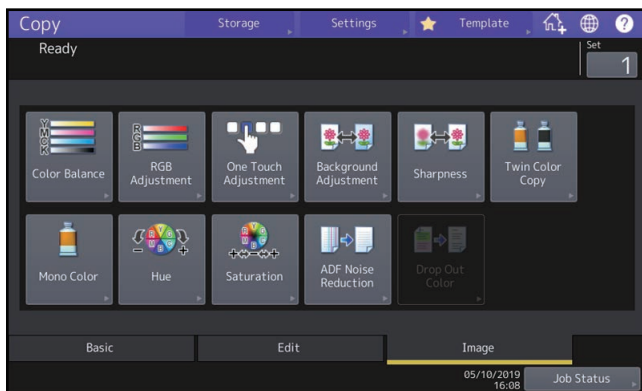 Copy
Storage
Settings
Template
?
Ready
Set
1
YMCK
Color Balance
RGB
RGB
Adjustment
One Touch
Adjustment
Background
Adjustment
Sharpness
Twin Color
Copy
Mono Color
Hue
Saturation
ADF Noise
Reduction
Drop Out
Color
Basic
Edit
Image
05/10/2019
16:08
Job Status